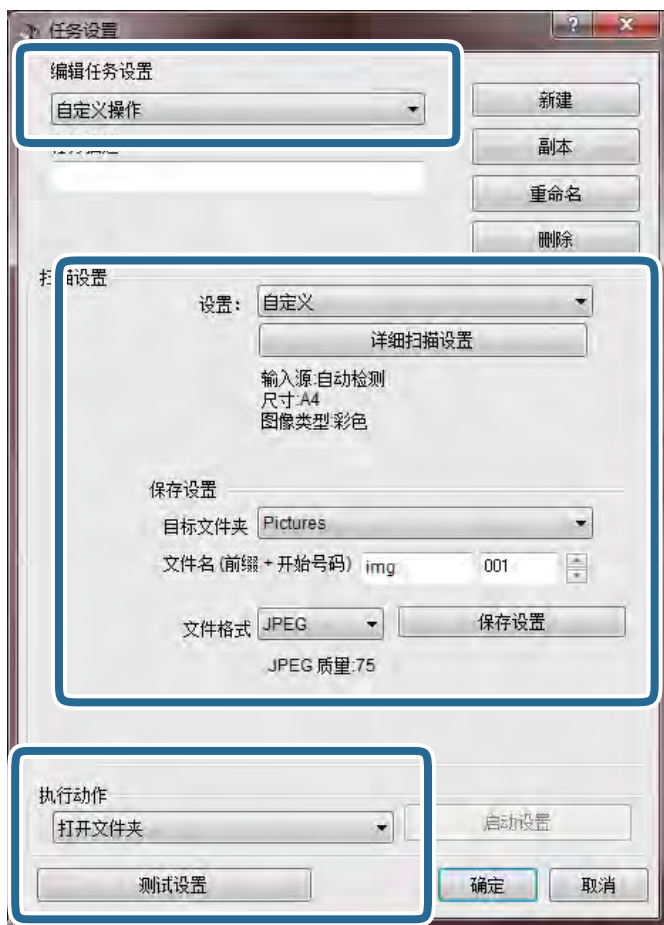 任务设置
编辑任务设置
自定义操作
新建
副本
重命名
删除
扫描设置
设置：
自定义
详细扫描设置
输入源:自动检测
尺寸:A4
图像类型:彩色
保存设置
目标文件夹
Pictures
文件名 (前缀 + 开始号码)
img
001
文件格式
JPEG
保存设置
JPEG 质量:75
执行动作
打开文件夹
启动设置
测试设置
确定
取消